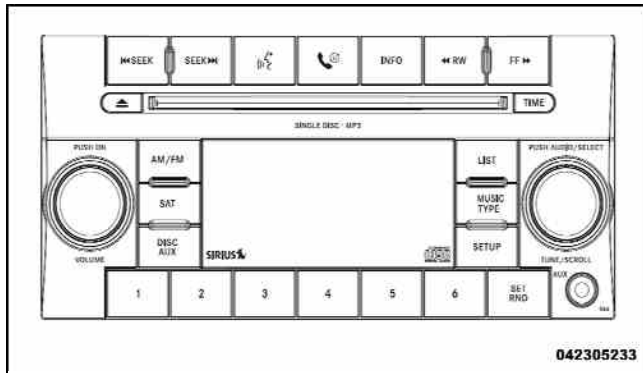 SEEK
SEEK
INFO
RW
FF
TIME
SINGLE DISC - MP3
PUSH ON
AM/FM
LIST
PUSH AUDIO/SELECT
SAT
MUSIC
TYPE
DISC
AUX
SIRIUS
SETUP
VOLUME
TUNE/SCROLL
1
2
3
4
5
6
SET
RND
AUX
042305233